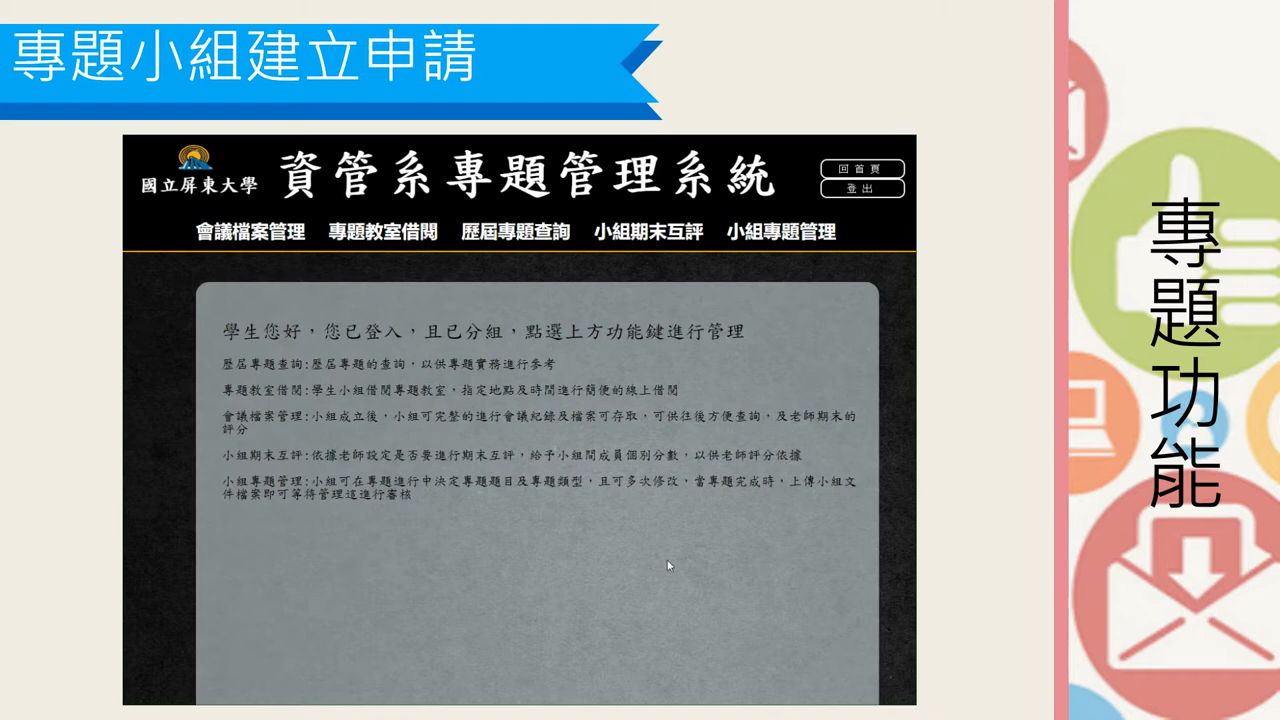 專題小組建立申請
國立屏東大學
資管系專題管理系統
回首頁
登出
會議檔案管理 專題教室借閱 歷屆專題查詢 小組期末互評 小組專題管理
學生您好，您已登入，且已分組，點選上方功能鍵進行管理
歷屆專題查詢:歷屆專題的查詢，以供專題實務進行參考
專題教室借閱:學生小組借閱專題教室，指定地點及時間進行簡便的線上借閱
會議檔案管理:小組成立後，小組可完整的進行會議紀錄及檔案可存取，可供往後方便查詢，及老師期末的
評分
小組期末互評:依據老師設定是否要進行期末互評，給予小組間成員個別分數，以供老師評分依據
小組專題管理:小組可在專題進行中決定專題題目及專題類型，且可多次修改，當專題完成時，上傳小組文
件檔案即可等待管理這進行審核
專題功能